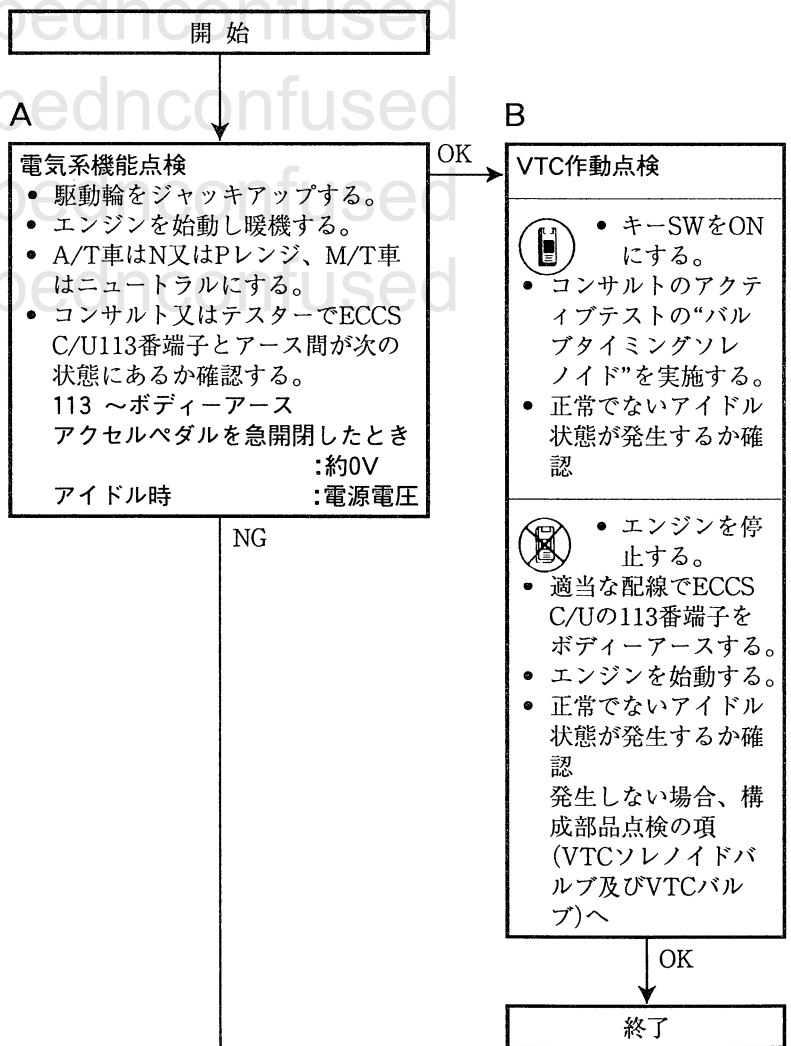 pednconfused
開 始
pednconfused
A
電気系機能点検
• 駆動輪をジャッキアップする。
• エンジンを始動し暖機する。
• A/T車はN又はPレンジ、M/T車
はニュートラルにする。
• コンサルト又はテスターでECCS
C/U113番端子とアース間が次の
状態にあるか確認する。
113 ～ボディーアース
アクセルペダルを急開閉したとき
:約0V
アイドル時 :電源電圧
pednconfused
pednconfused
OK
NG
B
VTC作動点検
• キーSWをON
にする。
• コンサルトのアクテ
ィブテストの“バル
ブタイミングソレ
ノイド”を実施する。
• 正常でないアイドル
状態が発生するか確
認
• エンジンを停
止する。
• 適当な配線でECCS
C/Uの113番端子を
ボディーアースする。
• エンジンを始動する。
• 正常でないアイドル
状態が発生するか確
認
発生しない場合、構
成部品点検の項
(VTCソレノイドバ
ルブ及びVTCバル
ブ)へ
OK
終了